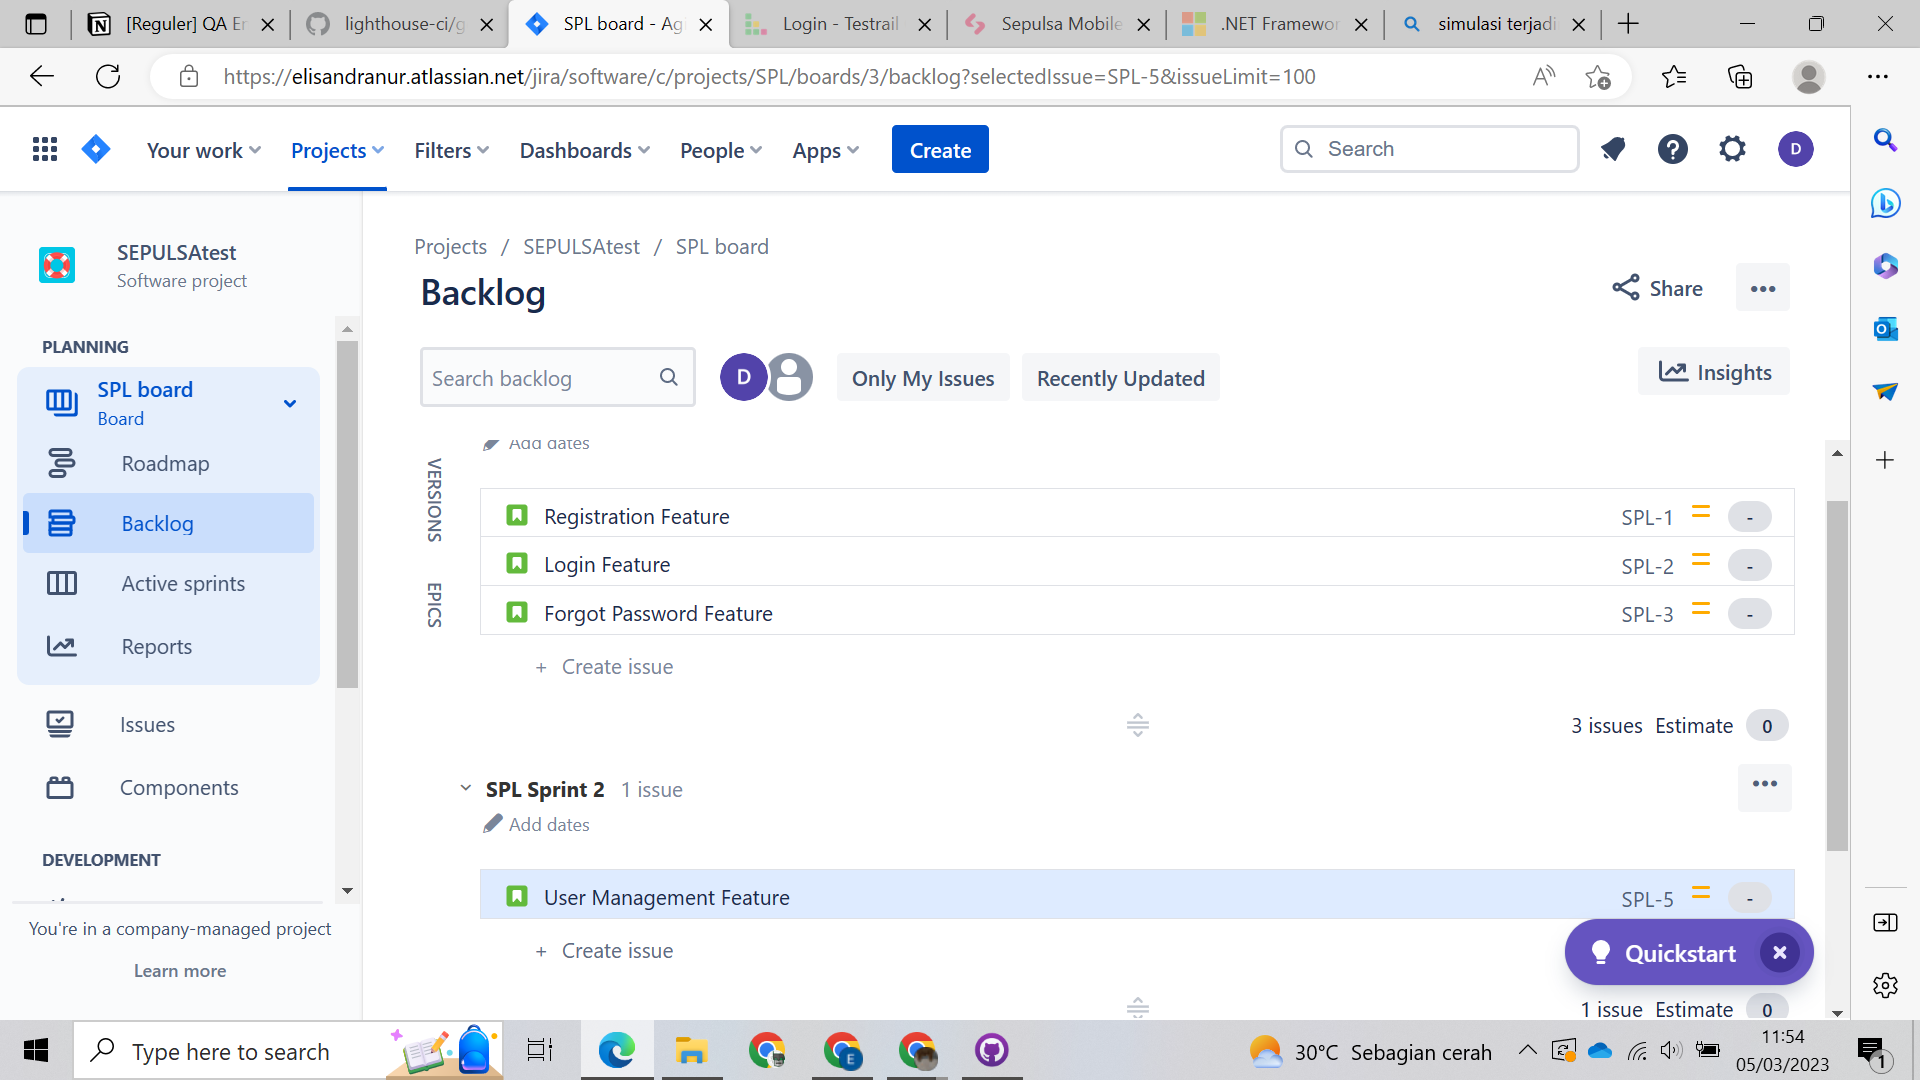 [Reguler] QA Er
lighthouse-ci/g
SPL board - Ag
Login - Testrail
Sepulsa Mobile
.NET Framewor
simulasi terjadi
https://elisandranur.atlassian.net/jira/software/c/projects/SPL/boards/3/backlog?selectedIssue=SPL-5&issueLimit=100
Your work
Projects
Filters
Dashboards
People
Apps
Create
Search
D
SEPULSAtest
Software project
PLANNING
SPL board
Board
Roadmap
Backlog
Active sprints
Reports
Issues
Components
DEVELOPMENT
You're in a company-managed project
Learn more
Projects / SEPULSAtest / SPL board
Backlog
Share
Search backlog
D
Only My Issues
Recently Updated
Insights
VERSIONS
EPICS
Add dates
Registration Feature SPL-1 -
Login Feature SPL-2 -
Forgot Password Feature SPL-3 -
+ Create issue
3 issues Estimate 0
SPL Sprint 2 1 issue
Add dates
User Management Feature SPL-5 -
+ Create issue
Quickstart
1 issue Estimate 0
Type here to search
E
30°C Sebagian cerah
11:54
05/03/2023
1